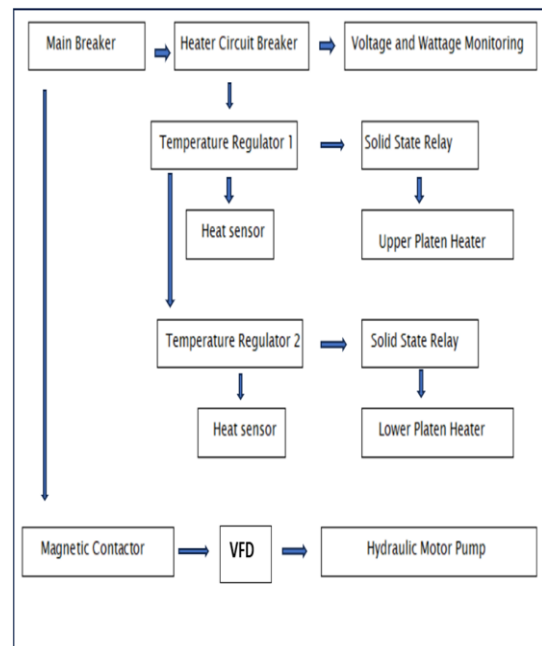 Main Breaker
Heater Circuit Breaker
Voltage and Wattage Monitoring
Temperature Regulator 1
Solid State Relay
Heat sensor
Upper Platen Heater
Temperature Regulator 2
Solid State Relay
Heat sensor
Lower Platen Heater
Magnetic Contactor
VFD
Hydraulic Motor Pump